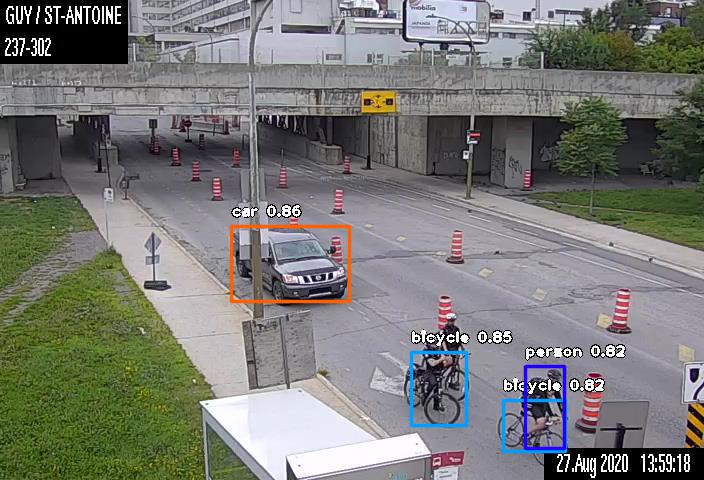 GUY / ST-ANTOINE
237-302
mobilia
car 0.86
bicycle 0.85
person 0.82
bicycle 0.82
27.Aug 2020 13:59:18